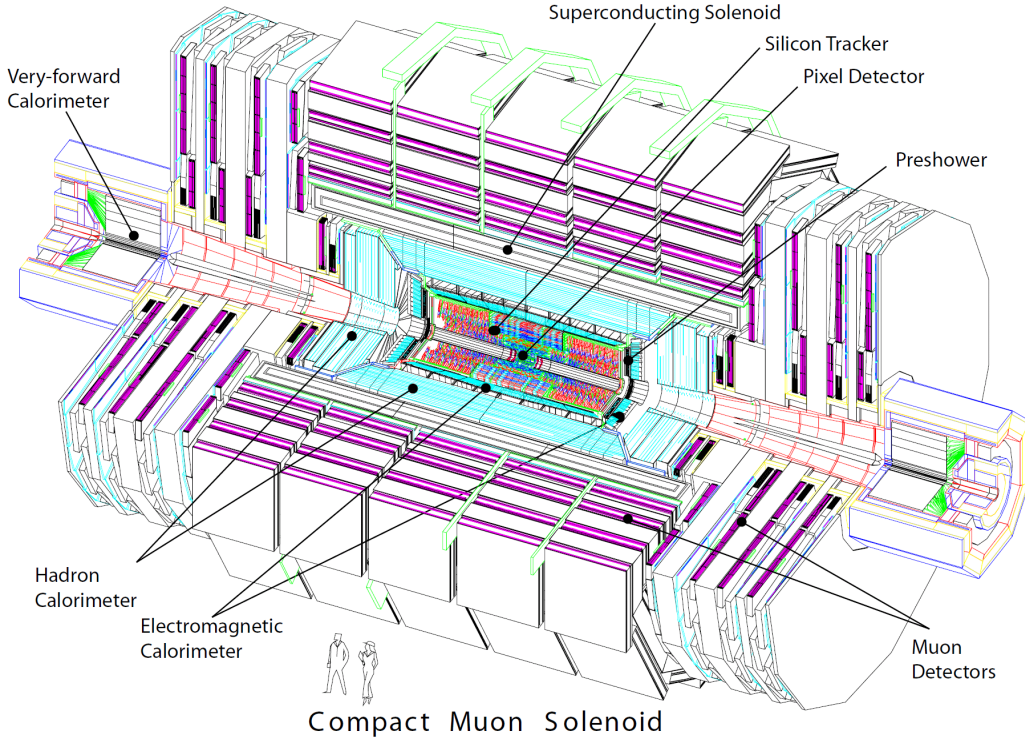 Superconducting Solenoid
Silicon Tracker
Pixel Detector
Very-forward
Calorimeter
Preshower
Hadron
Calorimeter
Electromagnetic
Calorimeter
Muon
Detectors
Compact Muon Solenoid